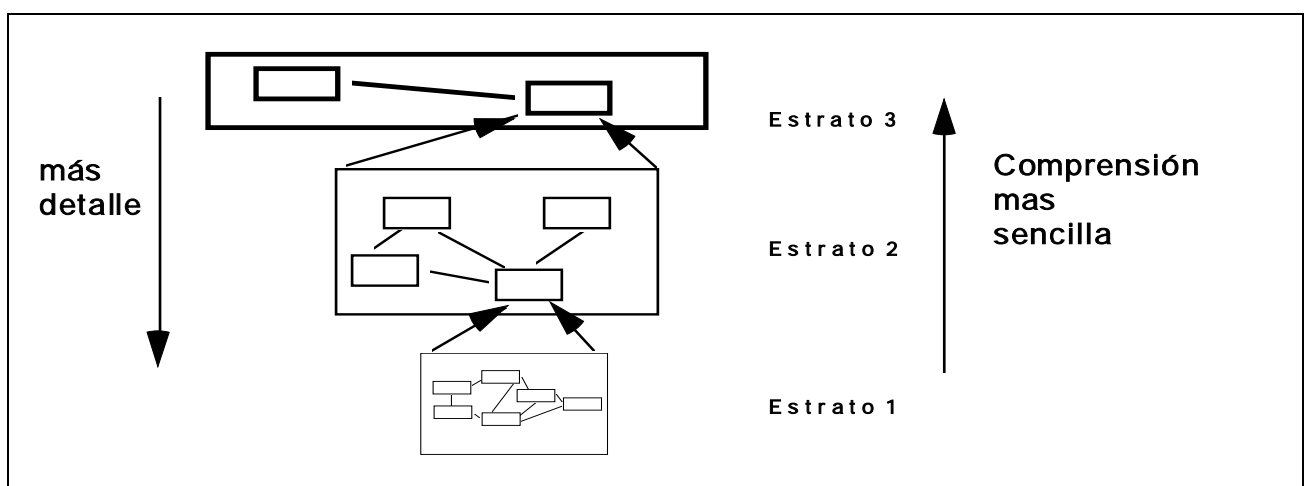 Estrato 3
más
detalle
Comprensión
mas
sencilla
Estrato 2
Estrato 1